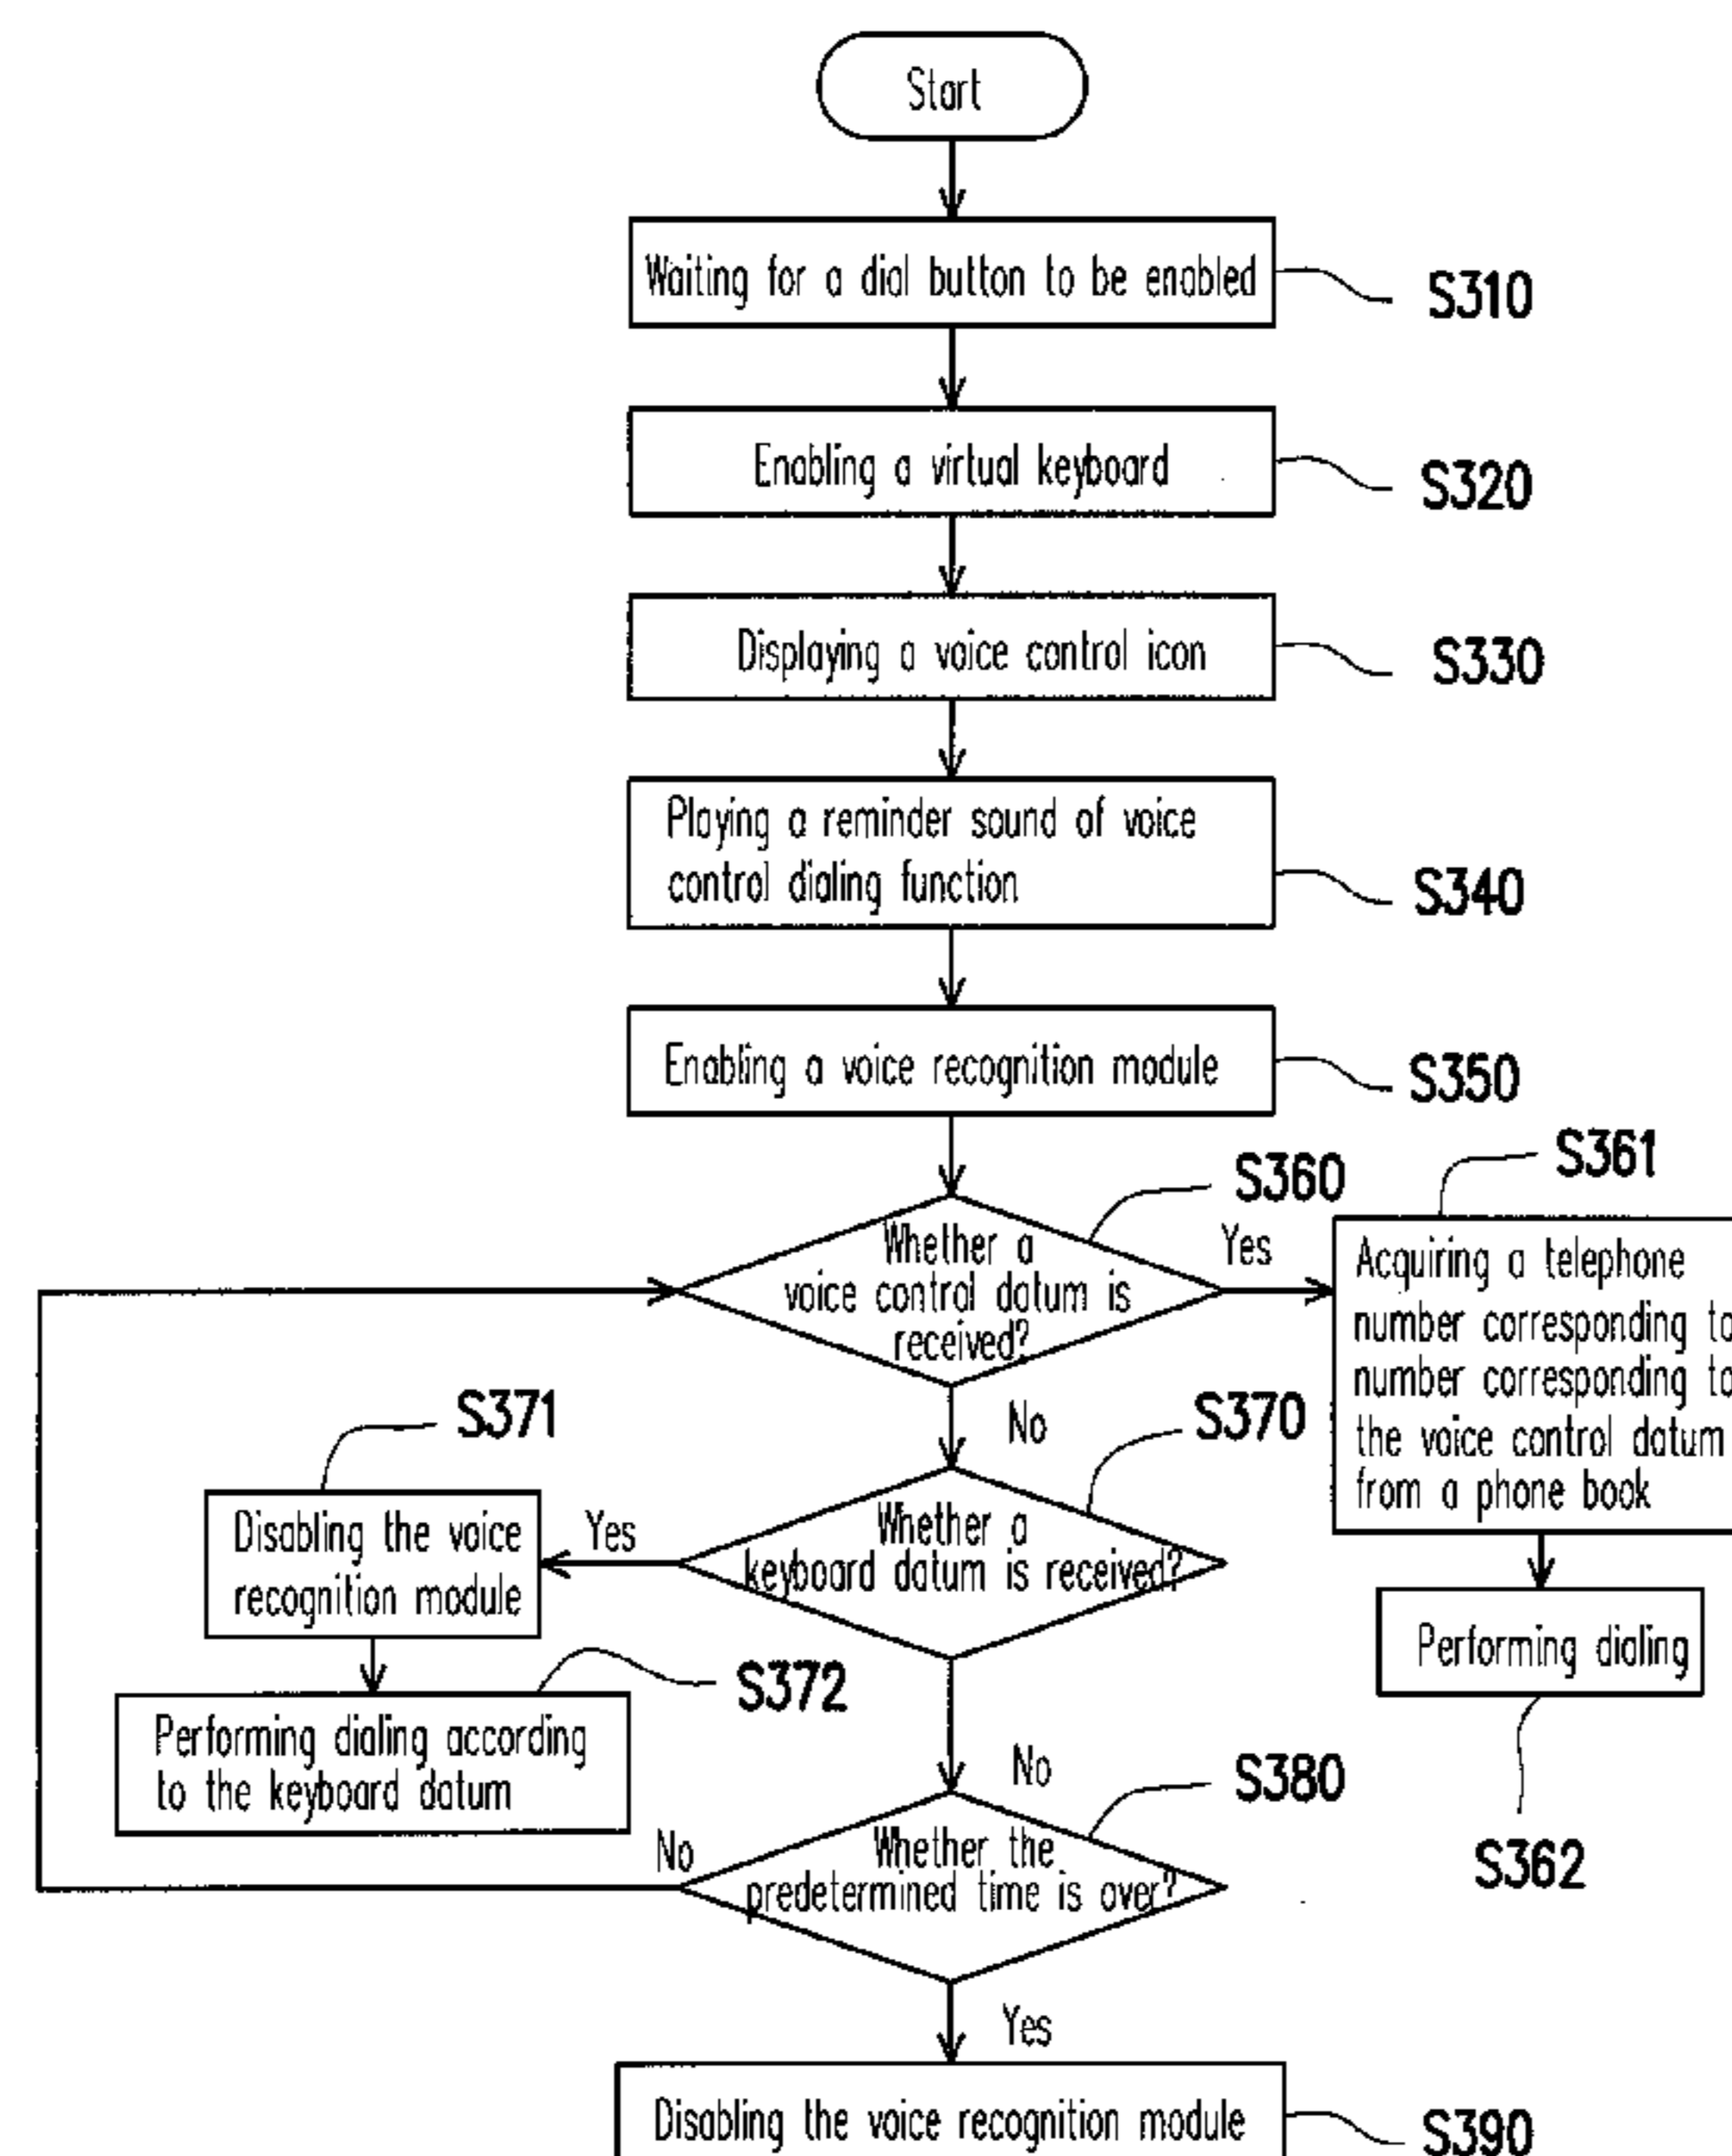 Start
Waiting for a dial button to be enabled
S310
Enabling a virtual keyboard
S320
Displaying a voice control icon
S330
Playing a reminder sound of voice
control dialing function
S340
Enabling a voice recognition module
S350
S360
Whether a
voice control datum is
received?
Yes
S361
Acquiring a telephone
number corresponding to
number corresponding to
the voice control datum
from a phone book
No
S370
Whether a
keyboard datum is received?
Yes
S371
Disabling the voice
recognition module
S372
Performing dialing according
to the keyboard datum
Performing dialing
S362
No
S380
Whether the
predetermined time is over?
No
Yes
Disabling the voice recognition module
S390